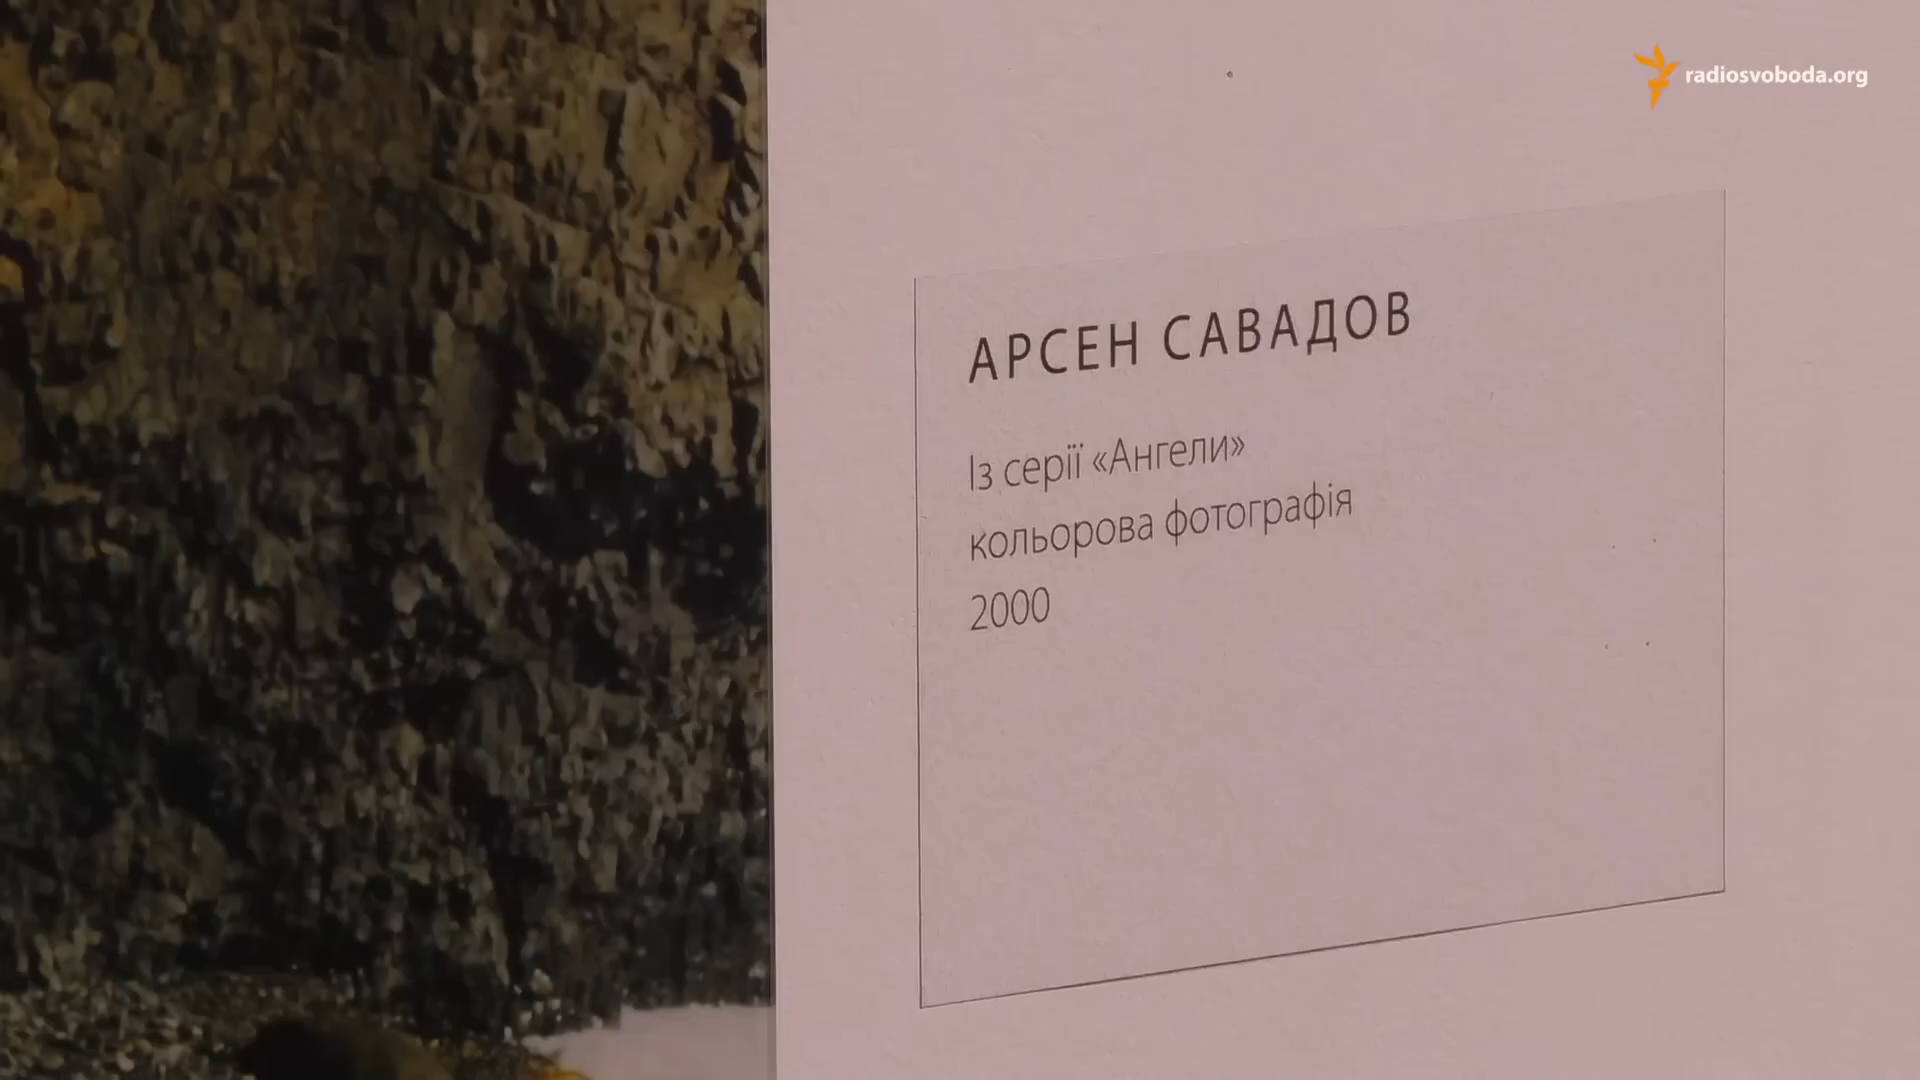 radiosvoboda.org
АРСЕН САВАДОВ
Із серії «Ангели»
кольорова фотографія
2000